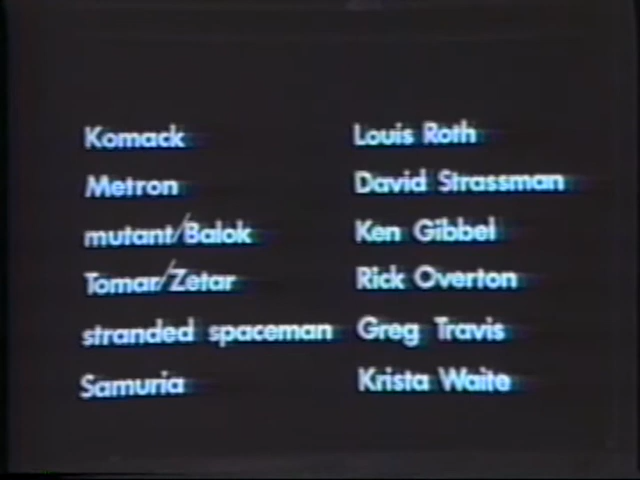 Komack Louis Roth
Metron David Strassman
mutant/Balok Ken Gibbel
Tomar/Zetar Rick Overton
stranded spaceman Greg Travis
Samuria Krista Waite